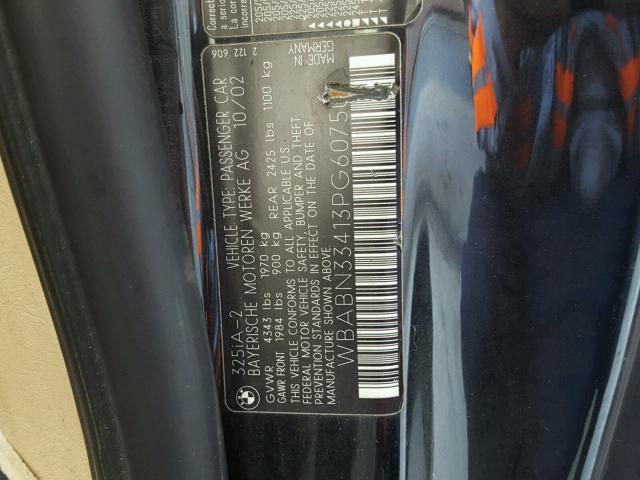 325iA-2 VEHICLE TYPE: PASSENGER CAR 2 122 606
BAYERISCHE MOTOREN WERKE AG 10/02
GVWR 4343 lbs 1970 kg REAR 2425 lbs 1100 kg
GAWR FRONT 1984 lbs 900 kg
THIS VEHICLE CONFORMS TO ALL APPLICABLE U.S.
FEDERAL MOTOR VEHICLE SAFETY, BUMPER AND THEFT
PREVENTION STANDARDS IN EFFECT ON THE DATE OF
MANUFACTURE SHOWN ABOVE.
MADE IN
GERMANY
WBABN33413PG6075